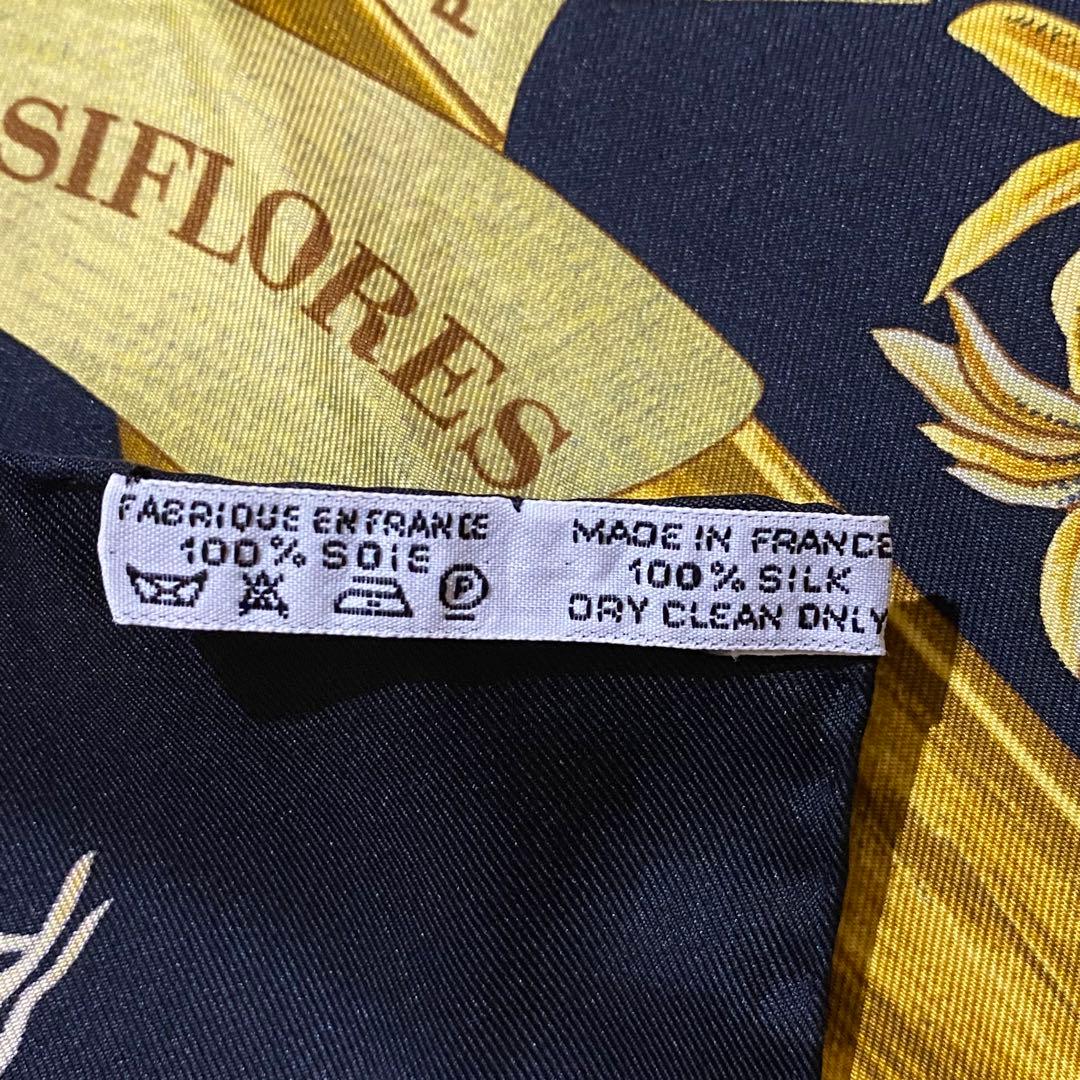 P
SIFLORES
FABRIQUE EN FRANCE
100% SOIE
P
MADE IN FRANCE
100% SILK
DRY CLEAN ONLY